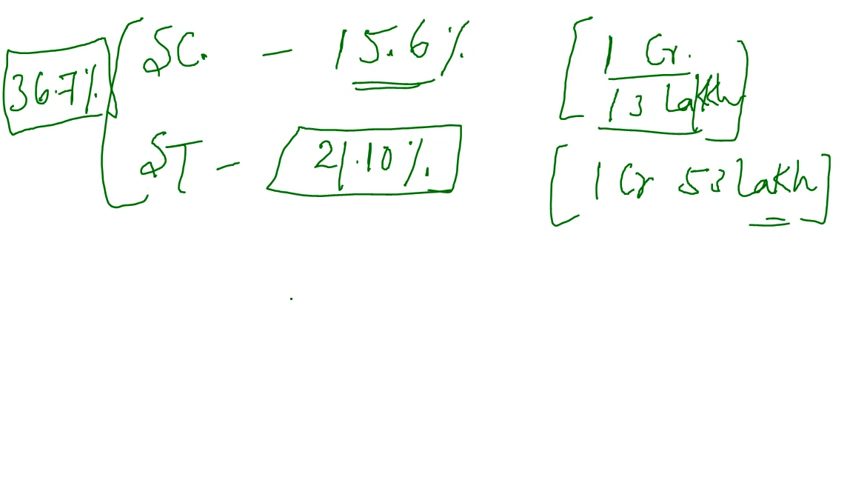 36.7%
SC. - 15.6%
[1 Cr.
13 Lakh]
ST - 21.10%.
[1 Cr 53 Lakh]